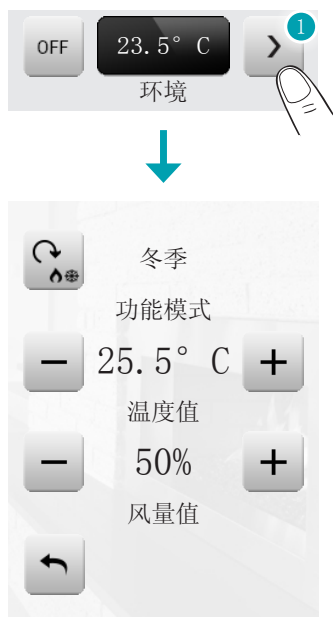 1
OFF 23.5° C >
环境
冬季
功能模式
− 25.5° C +
温度值
− 50% +
风量值